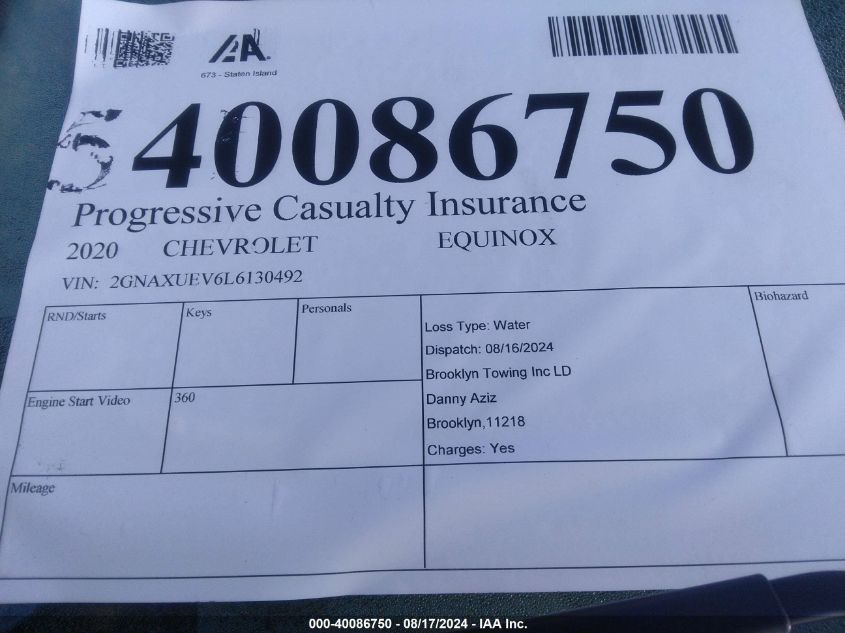 IAA.
673 - Staten Island
40086750
Progressive Casualty Insurance
2020 CHEVROLET EQUINOX
VIN: 2GNAXUEV6L6130492
RND/Starts Keys Personals Biohazard
Loss Type: Water
Dispatch: 08/16/2024
Brooklyn Towing Inc LD
Engine Start Video 360 Danny Aziz
Brooklyn,11218
Charges: Yes
Mileage
000-40086750 - 08/17/2024 - IAA Inc.